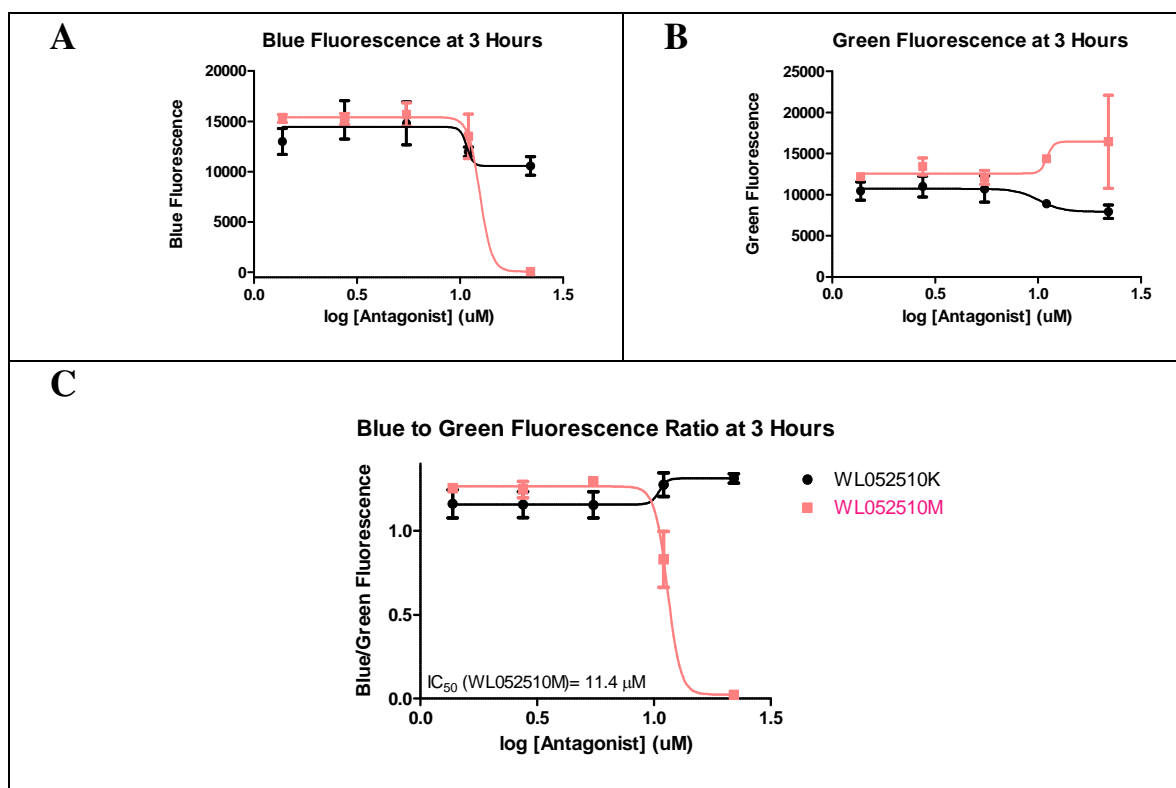 A
Blue Fluorescence at 3 Hours
20000
15000
10000
5000
0
Blue Fluorescence
0.0 0.5 1.0 1.5
log [Antagonist] (uM)
B
Green Fluorescence at 3 Hours
25000
20000
15000
10000
5000
0
Green Fluorescence
0.0 0.5 1.0 1.5
log [Antagonist] (uM)
C
Blue to Green Fluorescence Ratio at 3 Hours
1.0
0.5
0.0
Blue/Green Fluorescence
IC50 (WL052510M)= 11.4 μM
0.0 0.5 1.0 1.5
log [Antagonist] (uM)
WL052510K
WL052510M